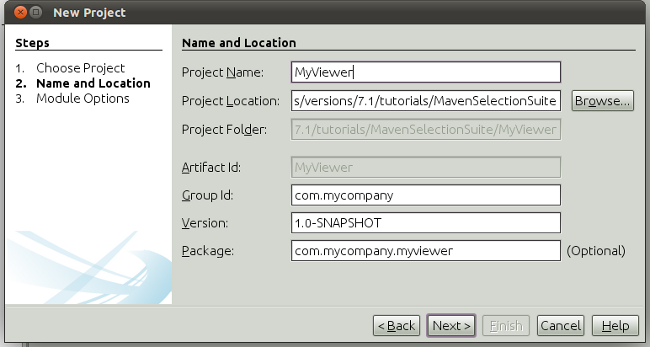 New Project
Steps
1. Choose Project
2. Name and Location
3. Module Options
Name and Location
Project Name: MyViewer
Project Location: s/versions/7.1/tutorials/MavenSelectionSuite Browse...
Project Folder: 7.1/tutorials/MavenSelectionSuite/MyViewer
Artifact Id: MyViewer
Group Id: com.mycompany
Version: 1.0-SNAPSHOT
Package: com.mycompany.myviewer (Optional)
< Back Next > Finish Cancel Help